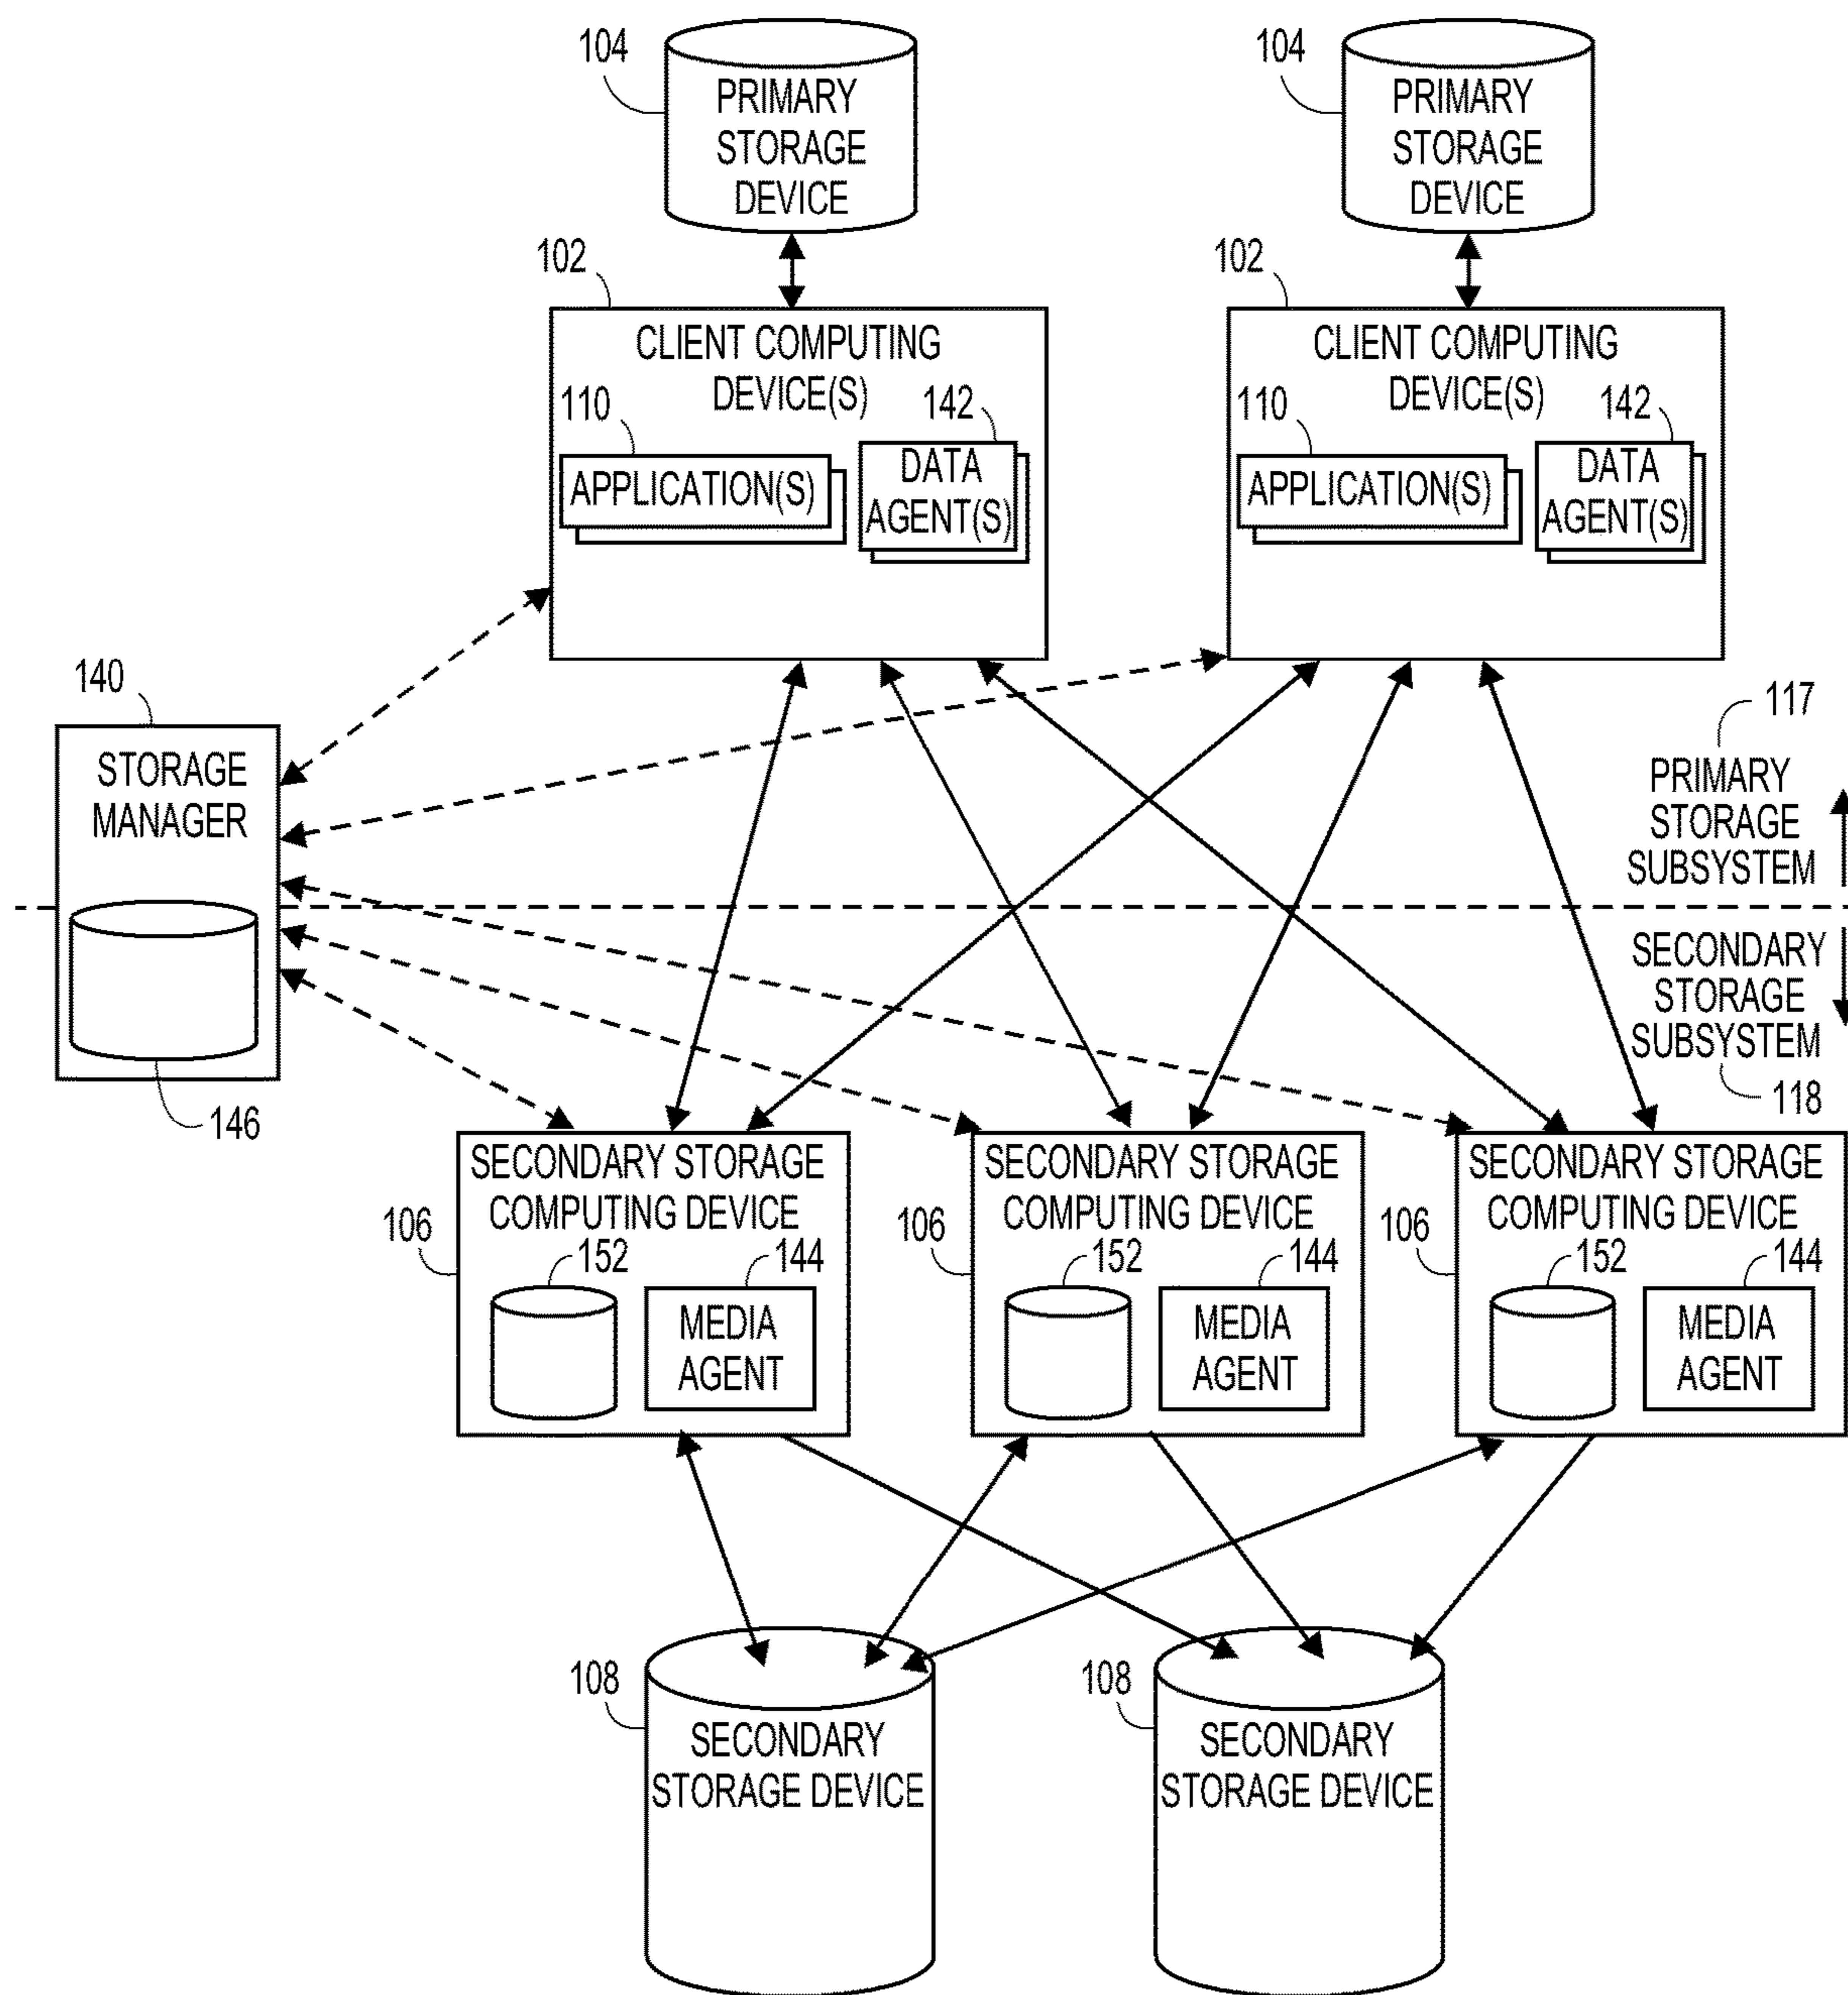 104
PRIMARY
STORAGE
DEVICE
104
PRIMARY
STORAGE
DEVICE
102
CLIENT COMPUTING
DEVICE(S)
110
APPLICATION(S)
142
DATA
AGENT(S)
102
CLIENT COMPUTING
DEVICE(S)
110
APPLICATION(S)
142
DATA
AGENT(S)
140
STORAGE
MANAGER
146
117
PRIMARY
STORAGE
SUBSYSTEM
SECONDARY
STORAGE
SUBSYSTEM
118
SECONDARY STORAGE
COMPUTING DEVICE
106
152
144
MEDIA
AGENT
SECONDARY STORAGE
COMPUTING DEVICE
106
152
144
MEDIA
AGENT
SECONDARY STORAGE
COMPUTING DEVICE
106
152
144
MEDIA
AGENT
108
SECONDARY
STORAGE DEVICE
108
SECONDARY
STORAGE DEVICE